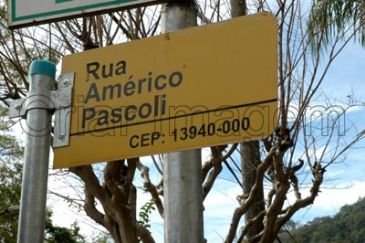 Rua
Américo
Pascoli
CEP: 13940-000